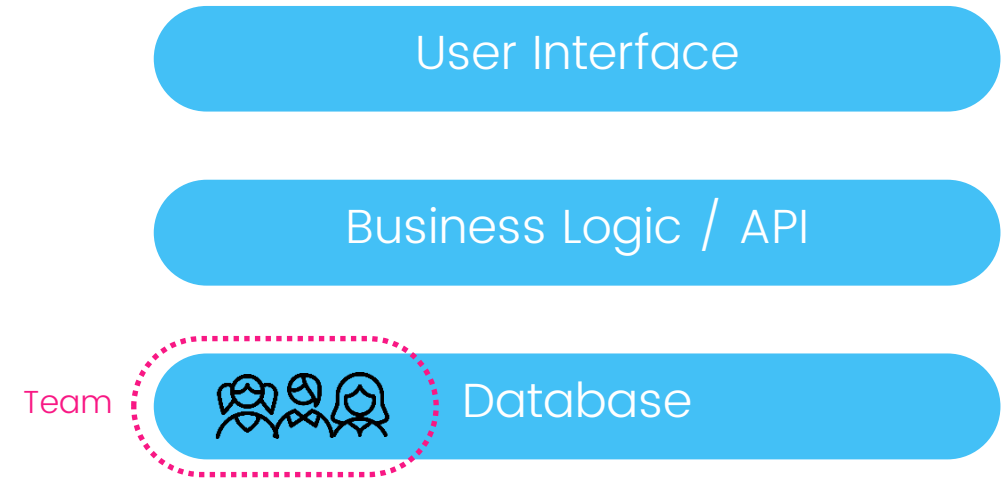 User Interface
Business Logic / API
Team
Database